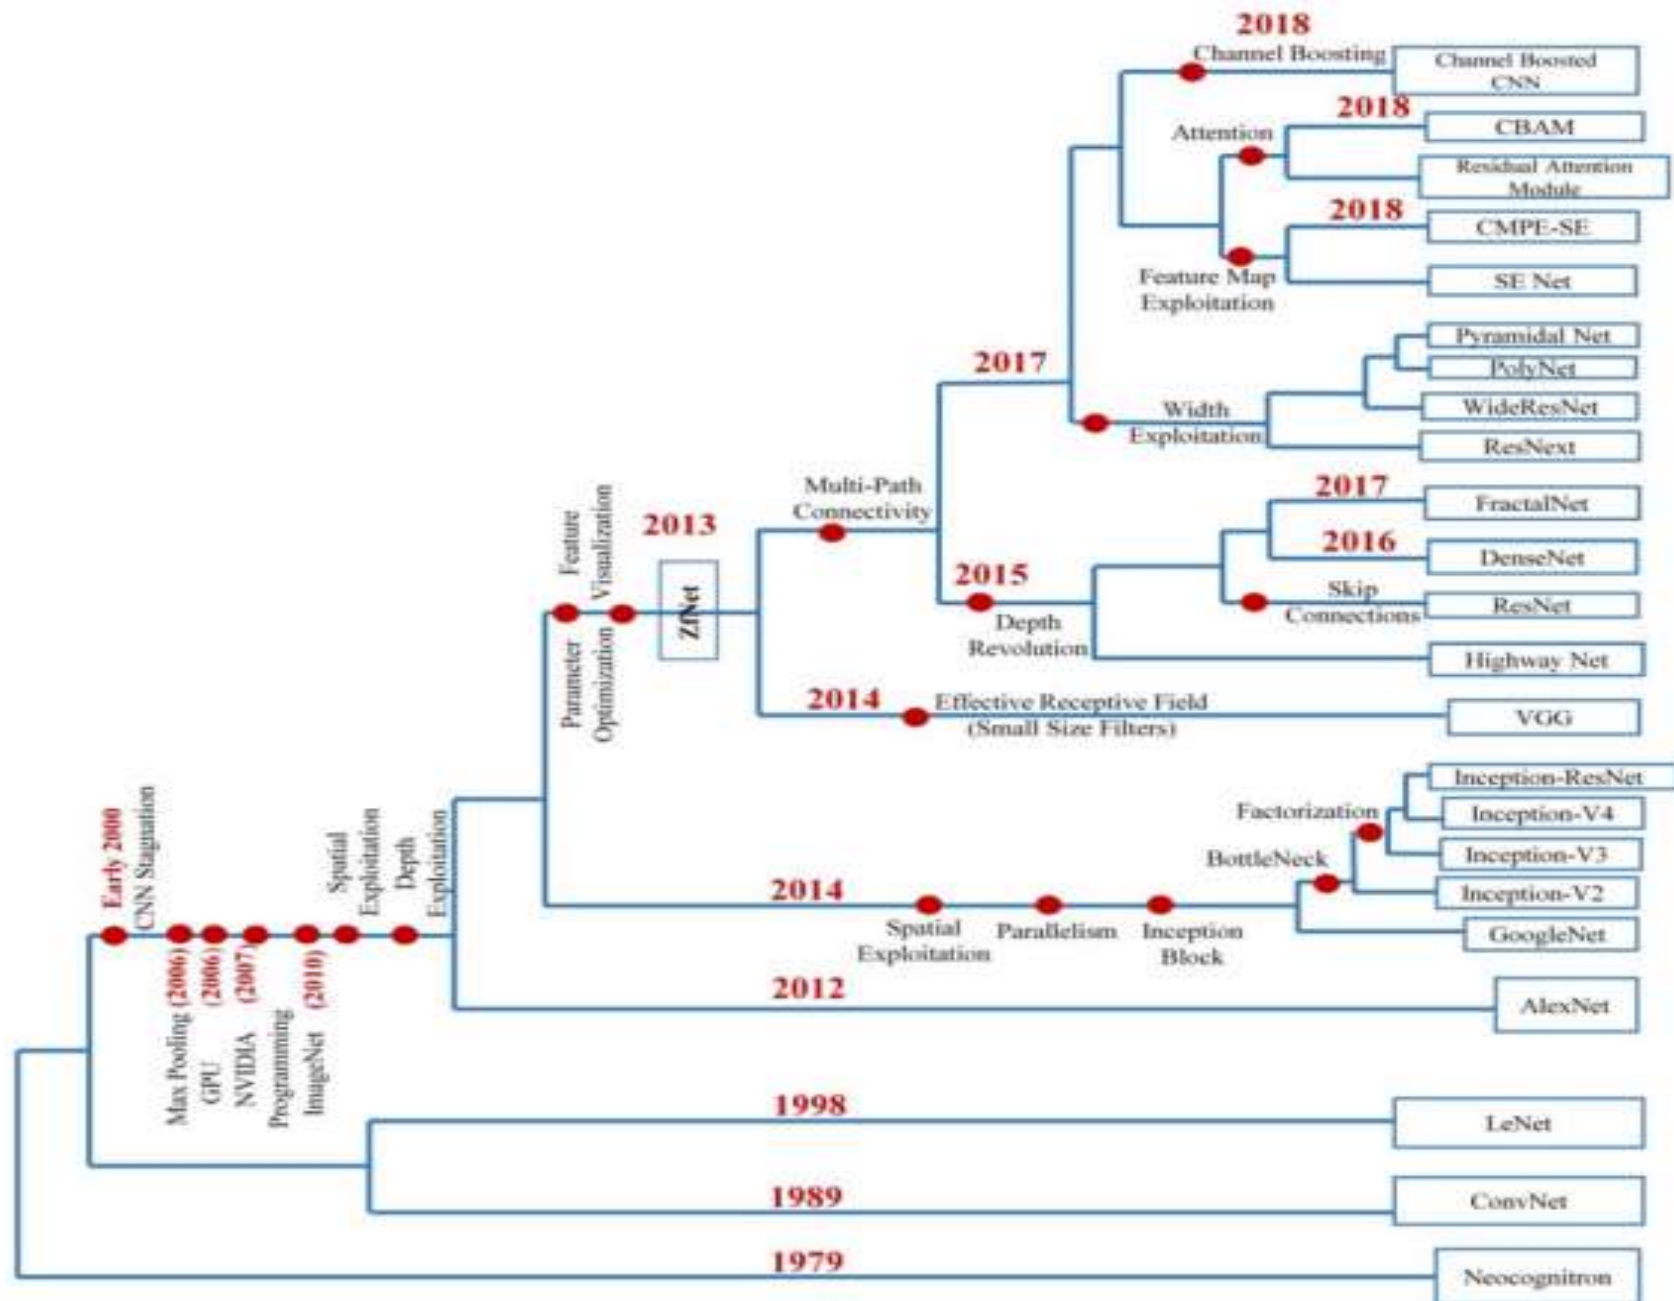 2018
Channel Boosting
Channel Boosted
CNN
2018
Attention
CBAM
Residual Attention
Module
2018
CMPE-SE
Feature Map
Exploitation
SE Net
Pyramidal Net
PolyNet
2017
Width
Exploitation
WideResNet
ResNext
Multi-Path
Connectivity
2017
FractalNet
2016
DenseNet
2015
Depth
Revolution
Skip
Connections
ResNet
Highway Net
Feature
Visualization
Parameter
Optimization
2013
ZfNet
2014
Effective Receptive Field
(Small Size Filters)
VGG
Inception-ResNet
Factorization
Inception-V4
BottleNeck
Inception-V3
Inception-V2
2014
Spatial
Exploitation
Parallelism
Inception
Block
GoogleNet
Early 2000
CNN Stagnation
Spatial
Exploitation
Depth
Exploitation
Max Pooling (2006)
GPU (2006)
NVIDIA (2007)
Programming
ImageNet (2010)
2012
AlexNet
1998
LeNet
1989
ConvNet
1979
Neocognitron